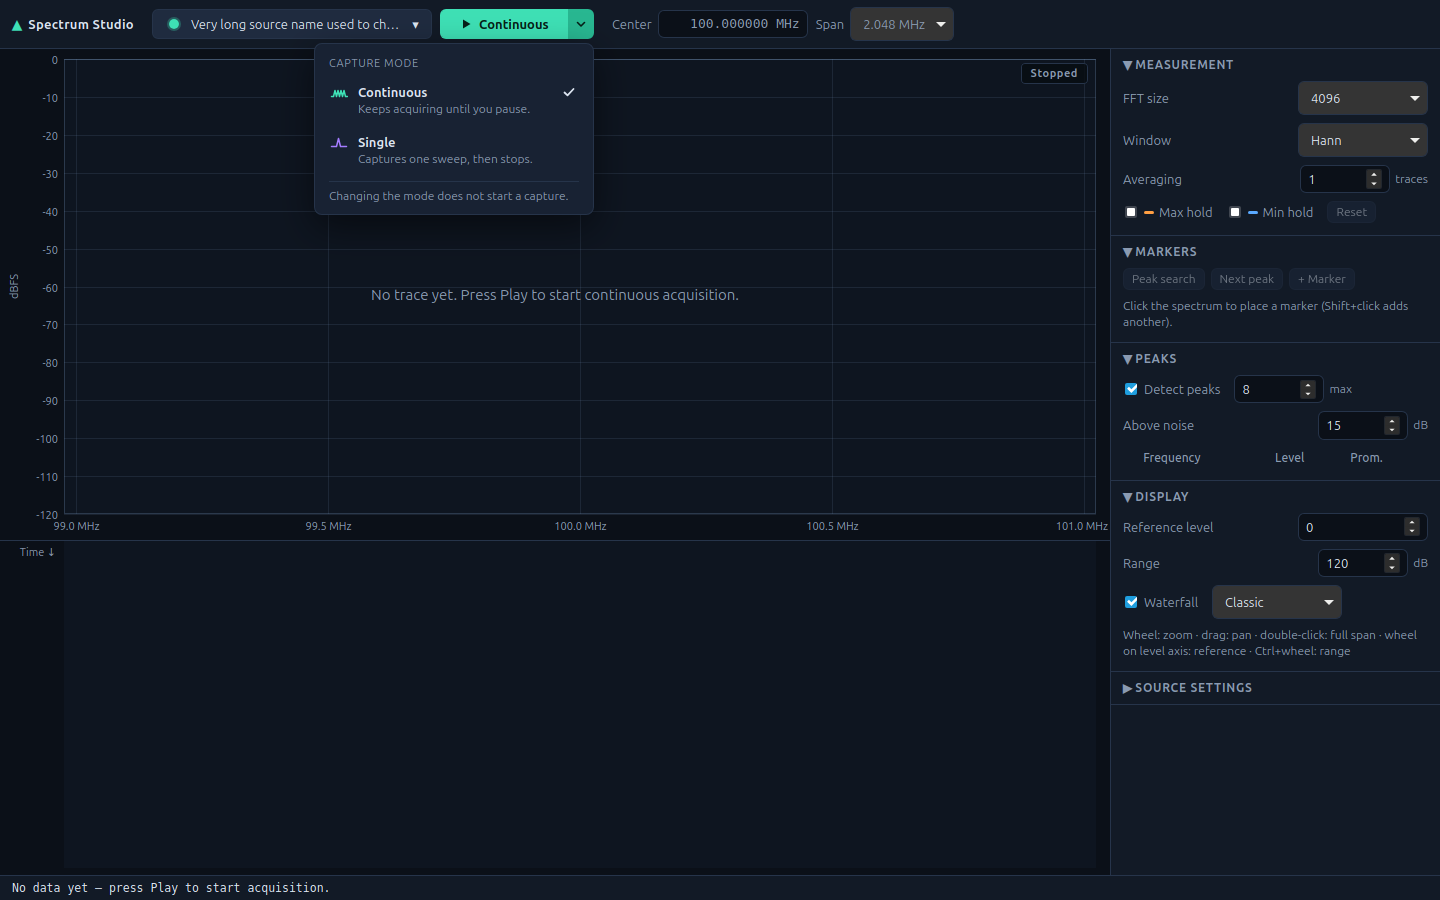 ▲ Spectrum Studio
Very long source name used to ch... ▾
Continuous
Center 100.000000 MHz Span 2.048 MHz
CAPTURE MODE
Continuous
Keeps acquiring until you pause.
Single
Captures one sweep, then stops.
Changing the mode does not start a capture.
Stopped
0
-10
-20
-30
-40
-50
-60
-70
-80
-90
-100
-110
-120
dBFS
No trace yet. Press Play to start continuous acquisition.
99.0 MHz 99.5 MHz 100.0 MHz 100.5 MHz 101.0 MHz
Time ↓
▼ MEASUREMENT
FFT size 4096
Window Hann
Averaging 1 traces
Max hold Min hold Reset
▼ MARKERS
Peak search Next peak + Marker
Click the spectrum to place a marker (Shift+click adds
another).
▼ PEAKS
Detect peaks 8 max
Above noise 15 dB
Frequency Level Prom.
▼ DISPLAY
Reference level 0
Range 120 dB
Waterfall Classic
Wheel: zoom · drag: pan · double-click: full span · wheel
on level axis: reference · Ctrl+wheel: range
▶ SOURCE SETTINGS
No data yet — press Play to start acquisition.